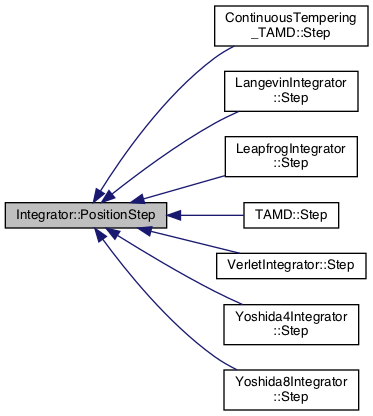 ContinuousTempering
_TAMD::Step
LangevinIntegrator
::Step
LeapfrogIntegrator
::Step
Integrator::PositionStep
TAMD::Step
VerletIntegrator::Step
Yoshida4Integrator
::Step
Yoshida8Integrator
::Step